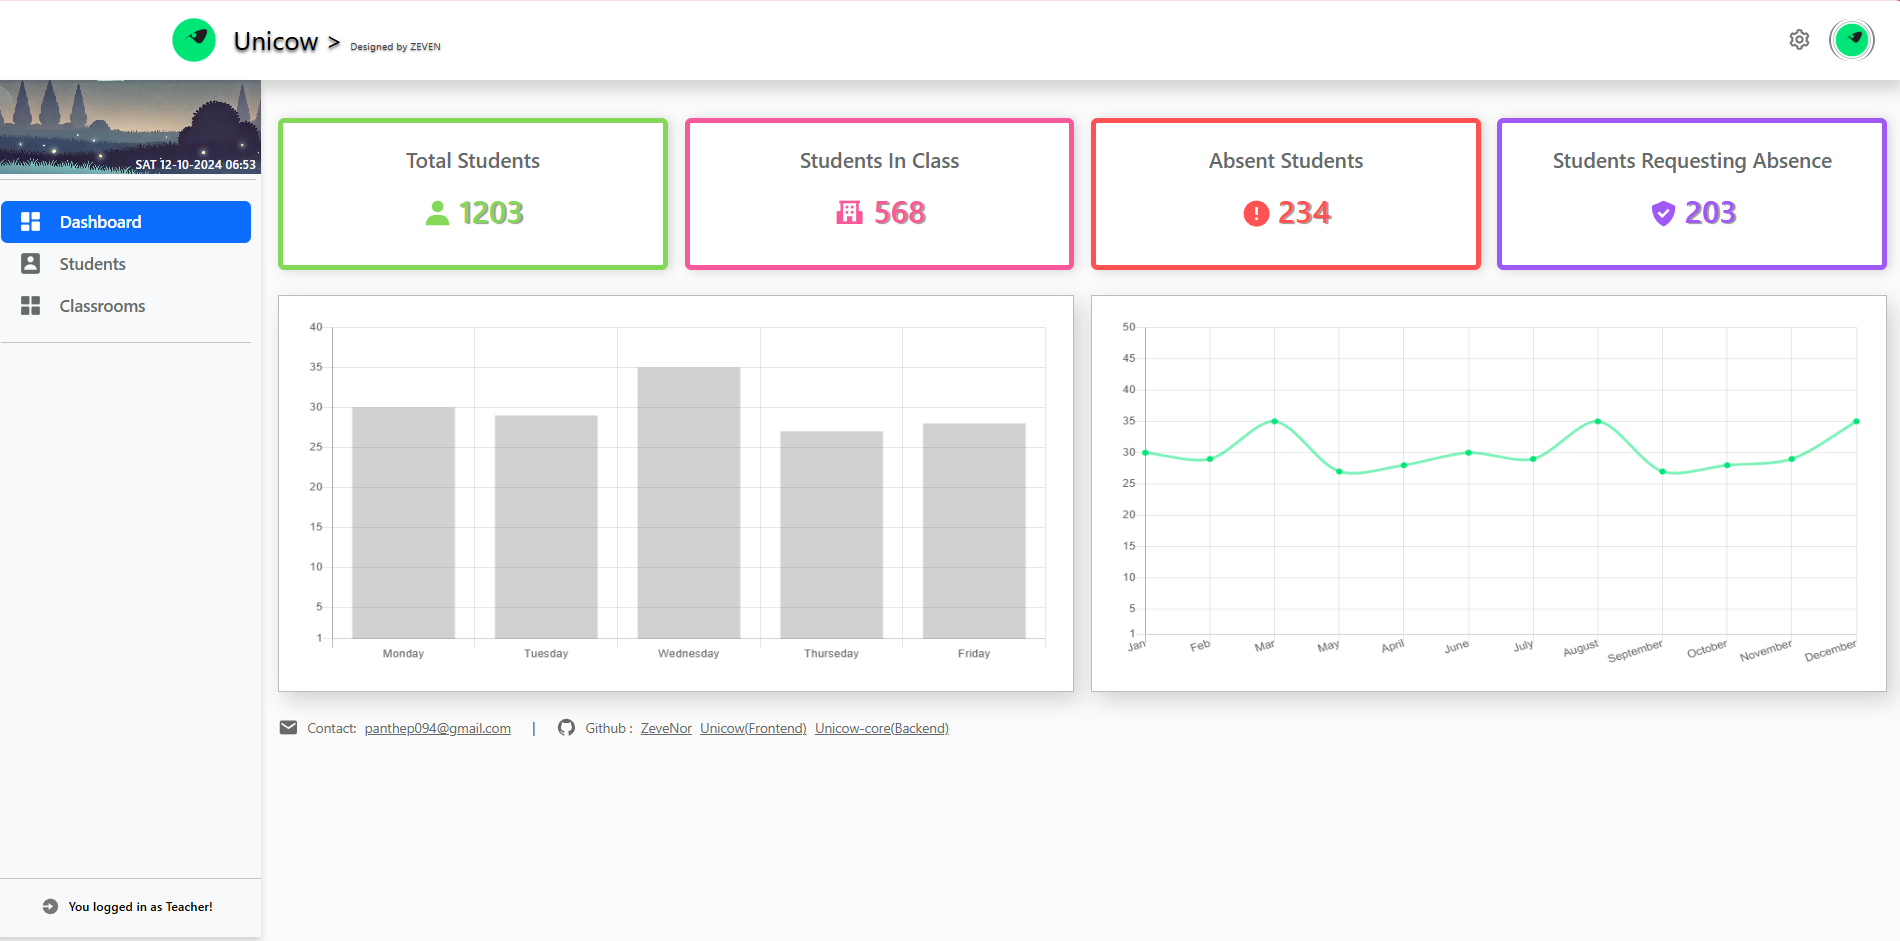 Unicow > Designed by ZEVEN
SAT 12-10-2024 06:53
Dashboard
Students
Classrooms
You logged in as Teacher!
Total Students
1203
Students In Class
568
Absent Students
234
Students Requesting Absence
203
40
35
30
25
20
15
10
5
1
Monday Tuesday Wednesday Thurseday Friday
50
45
40
35
30
25
20
15
10
5
1
Jan Feb Mar May April June July August September October November December
Contact: panthep094@gmail.com | Github : ZeveNor Unicow(Frontend) Unicow-core(Backend)